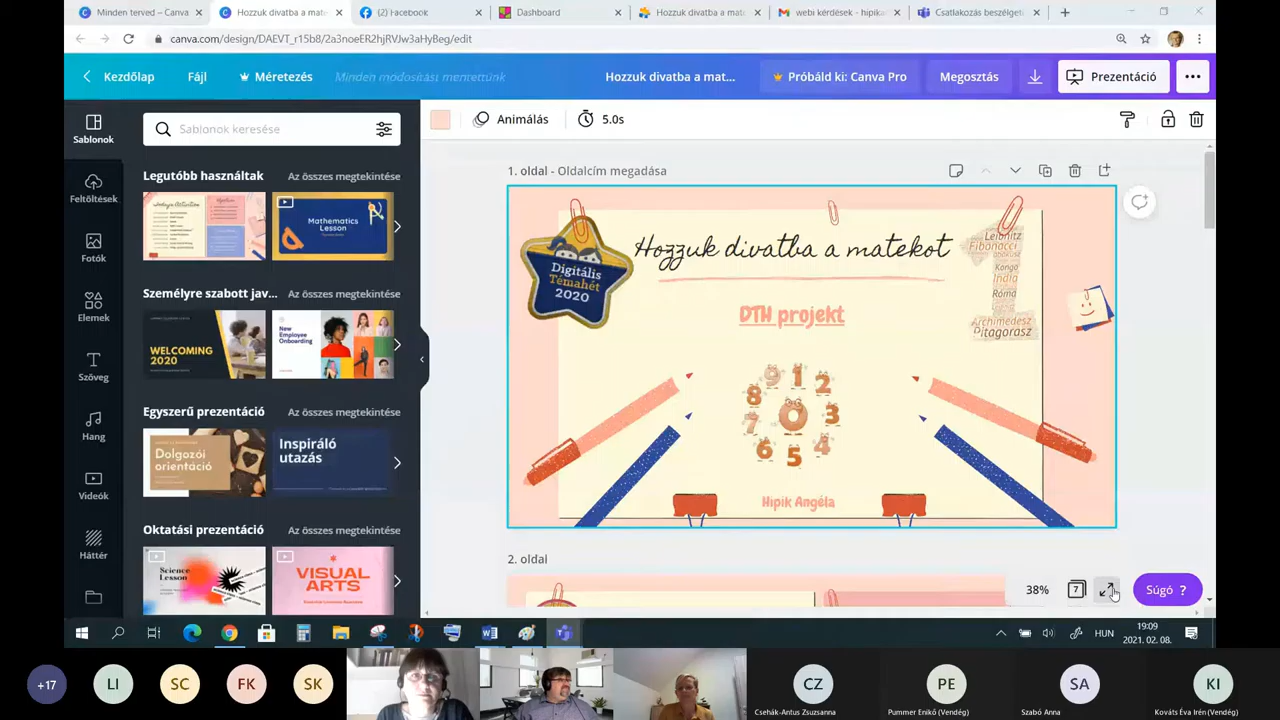 Minden terved – Canva
Hozzuk divatba a mate
(2) Facebook
Dashboard
Hozzuk divatba a mate
webi kérdések - hipika
Csatlakozás beszélgeté
canva.com/design/DAEVT_r15b8/2a3noeER2hjRVJw3aHyBeg/edit
Kezdőlap
Fájl
Méretezés
Minden módosítást mentettünk
Hozzuk divatba a mat...
Próbáld ki: Canva Pro
Megosztás
Prezentáció
Sablonok
Sablonok keresése
Animálás
5.0s
Feltöltések
Fotók
Elemek
Szöveg
Hang
Videók
Háttér
Legutóbb használtak
Az összes megtekintése
Mathematics
Lesson
Személyre szabott jav...
Az összes megtekintése
WELCOMING
2020
New
Employee
Onboarding
Egyszerű prezentáció
Az összes megtekintése
Dolgozói
orientáció
Inspiráló
utazás
Oktatási prezentáció
Az összes megtekintése
Science
Lesson
VISUAL
ARTS
1. oldal - Oldalcím megadása
Digitális
Témahét
2020
Hozzuk divatba a matekot
DTH projekt
Leibnitz
Fibonacci
Kongó
India
Róma
Archimedesz
Pitagorasz
9 1 2
8 0 3
7 6 5 4
Hipik Angéla
2. oldal
38%
7
Súgó ?
HUN
19:09
2021. 02. 08.
+17
LI
SC
FK
SK
CZ
Csehák-Antus Zsuzsanna
PE
Pummer Enikő (Vendég)
SA
Szabó Anna
KI
Kováts Éva Irén (Vendég)